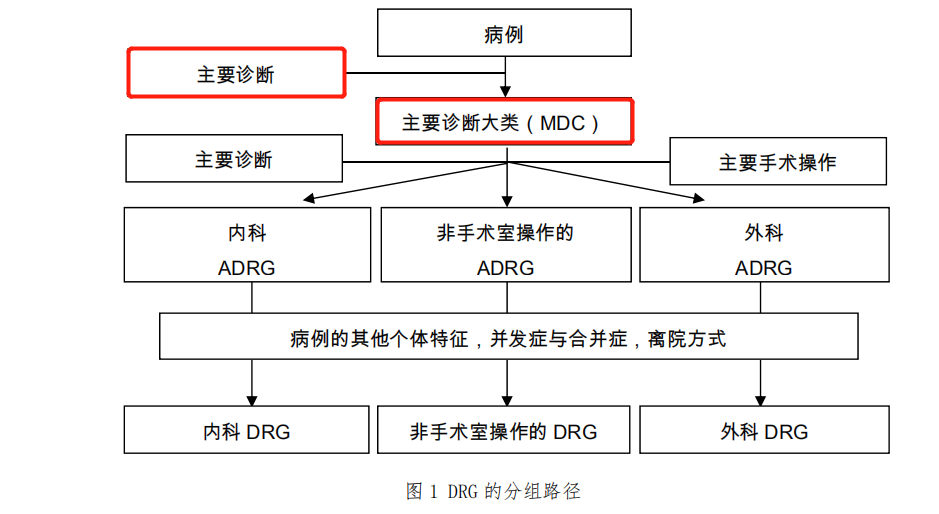 病例
主要诊断
主要诊断大类（MDC）
主要诊断
主要手术操作
内科
ADRG
非手术室操作的
ADRG
外科
ADRG
病例的其他个体特征，并发症与合并症，离院方式
内科 DRG
非手术室操作的 DRG
外科 DRG
图 1 DRG 的分组路径